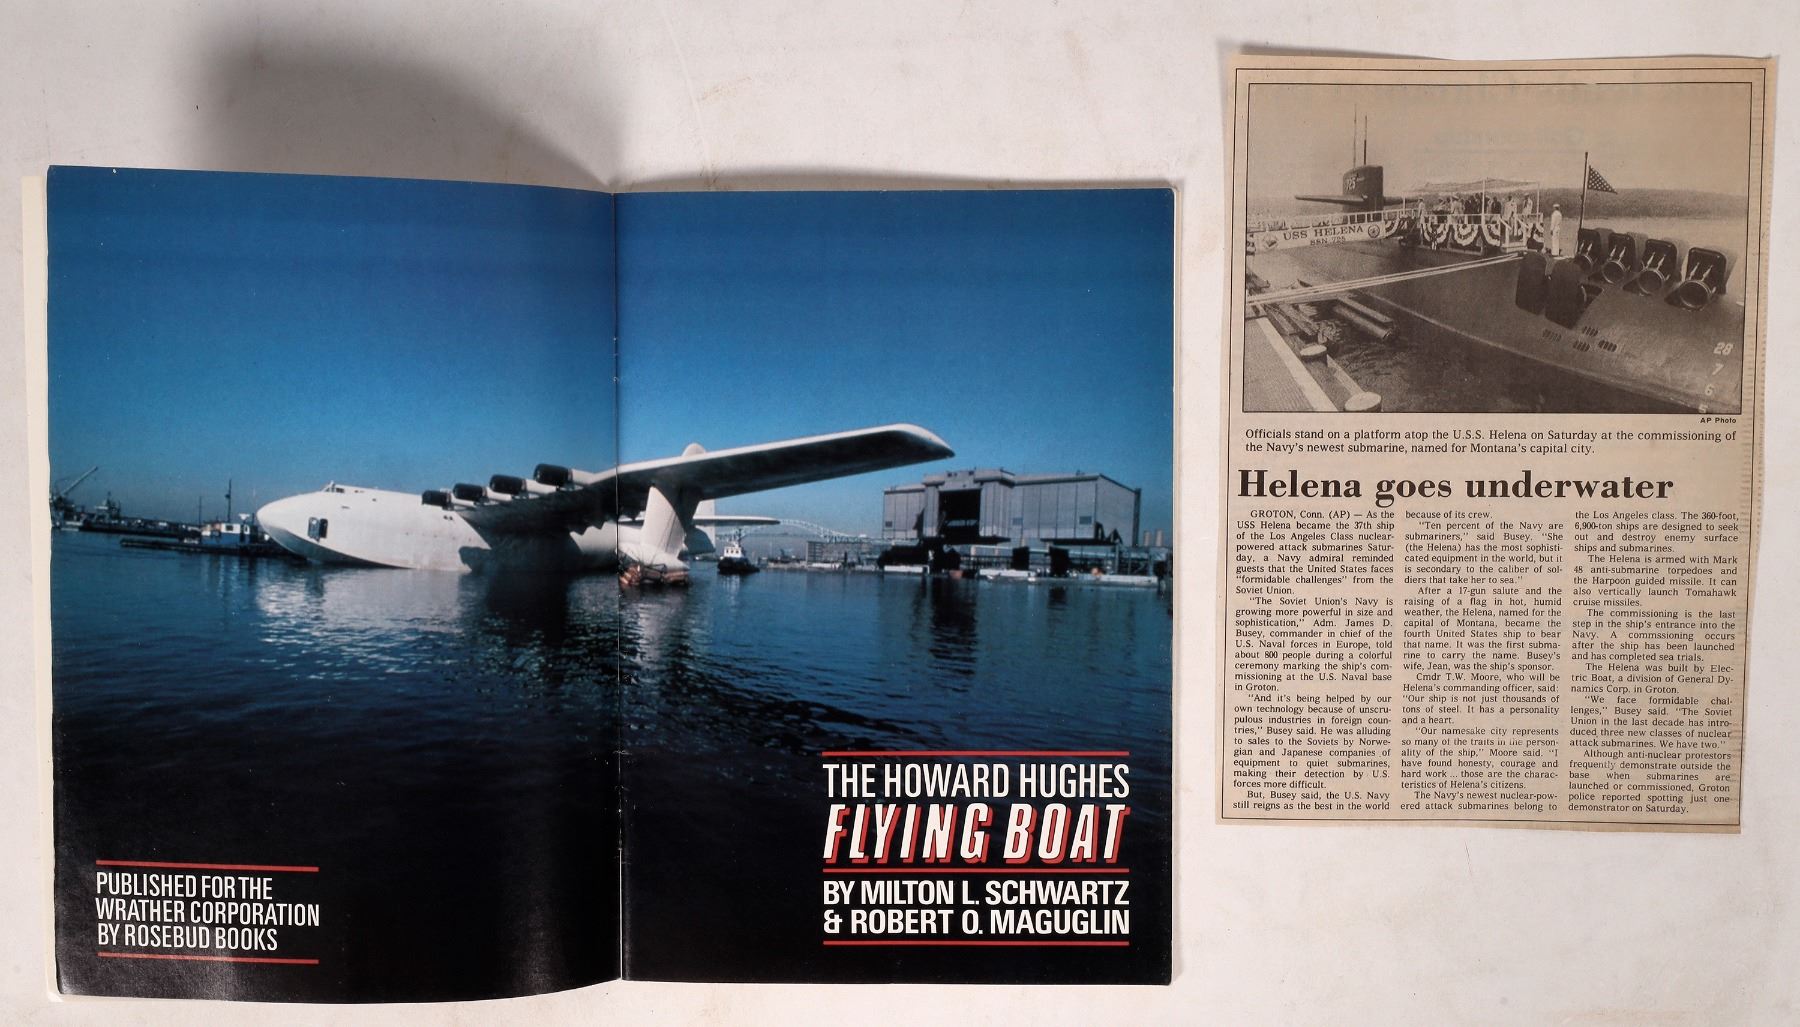 PUBLISHED FOR THE
WRATHER CORPORATION
BY ROSEBUD BOOKS
THE HOWARD HUGHES
FLYING BOAT
BY MILTON L. SCHWARTZ
& ROBERT O. MAGUGLIN
725
USS HELENA
SSN 725
28
7
6
5
AP Photo
Officials stand on a platform atop the U.S.S. Helena on Saturday at the commissioning of
the Navy's newest submarine, named for Montana's capital city.
Helena goes underwater
GROTON, Conn. (AP) — As the
USS Helena became the 37th ship
of the Los Angeles Class nuclear-
powered attack submarines Satur-
day, a Navy admiral reminded
guests that the United States faces
"formidable challenges" from the
Soviet Union.
"The Soviet Union's Navy is
growing more powerful in size and
sophistication," Adm. James D.
Busey, commander in chief of the
U.S. Naval forces in Europe, told
about 800 people during a colorful
ceremony marking the ship's com-
missioning at the U.S. Naval base
in Groton.
"And it's being helped by our
own technology because of unscru-
pulous industries in foreign coun-
tries," Busey said. He was alluding
to sales to the Soviets by Norwe-
gian and Japanese companies of
equipment to quiet submarines,
making their detection by U.S.
forces more difficult.
But, Busey said, the U.S. Navy
still reigns as the best in the world
because of its crew.
"Ten percent of the Navy are
submariners," said Busey. "She
(the Helena) has the most sophisti-
cated equipment in the world, but it
is secondary to the caliber of sol-
diers that take her to sea."
After a 17-gun salute and the
raising of a flag in hot, humid
weather, the Helena, named for the
capital of Montana, became the
fourth United States ship to bear
that name. It was the first subma-
rine to carry the name. Busey's
wife, Jean, was the ship's sponsor.
Cmdr T.W. Moore, who will be
Helena's commanding officer, said:
"Our ship is not just thousands of
tons of steel. It has a personality
and a heart.
"Our namesake city represents
so many of the traits in the person-
ality of the ship," Moore said. "I
have found honesty, courage and
hard work ... those are the charac-
teristics of Helena's citizens.
The Navy's newest nuclear-pow-
ered attack submarines belong to
the Los Angeles class. The 360-foot,
6,900-ton ships are designed to seek
out and destroy enemy surface
ships and submarines.
The Helena is armed with Mark
48 anti-submarine torpedoes and
the Harpoon guided missile. It can
also vertically launch Tomahawk
cruise missiles.
The commissioning is the last
step in the ship's entrance into the
Navy. A commssioning occurs
after the ship has been launched
and has completed sea trials.
The Helena was built by Elec-
tric Boat, a division of General Dy-
namics Corp. in Groton.
"We face formidable chal-
lenges," Busey said. "The Soviet
Union in the last decade has intro-
duced three new classes of nuclear
attack submarines. We have two."
Although anti-nuclear protestors
frequently demonstrate outside the
base when submarines are
launched or commissioned, Groton
police reported spotting just one
demonstrator on Saturday.